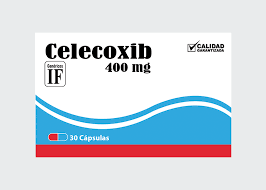 Celecoxib
400 mg
CALIDAD
GARANTIZADA
Genéricos
IF
30 Cápsulas